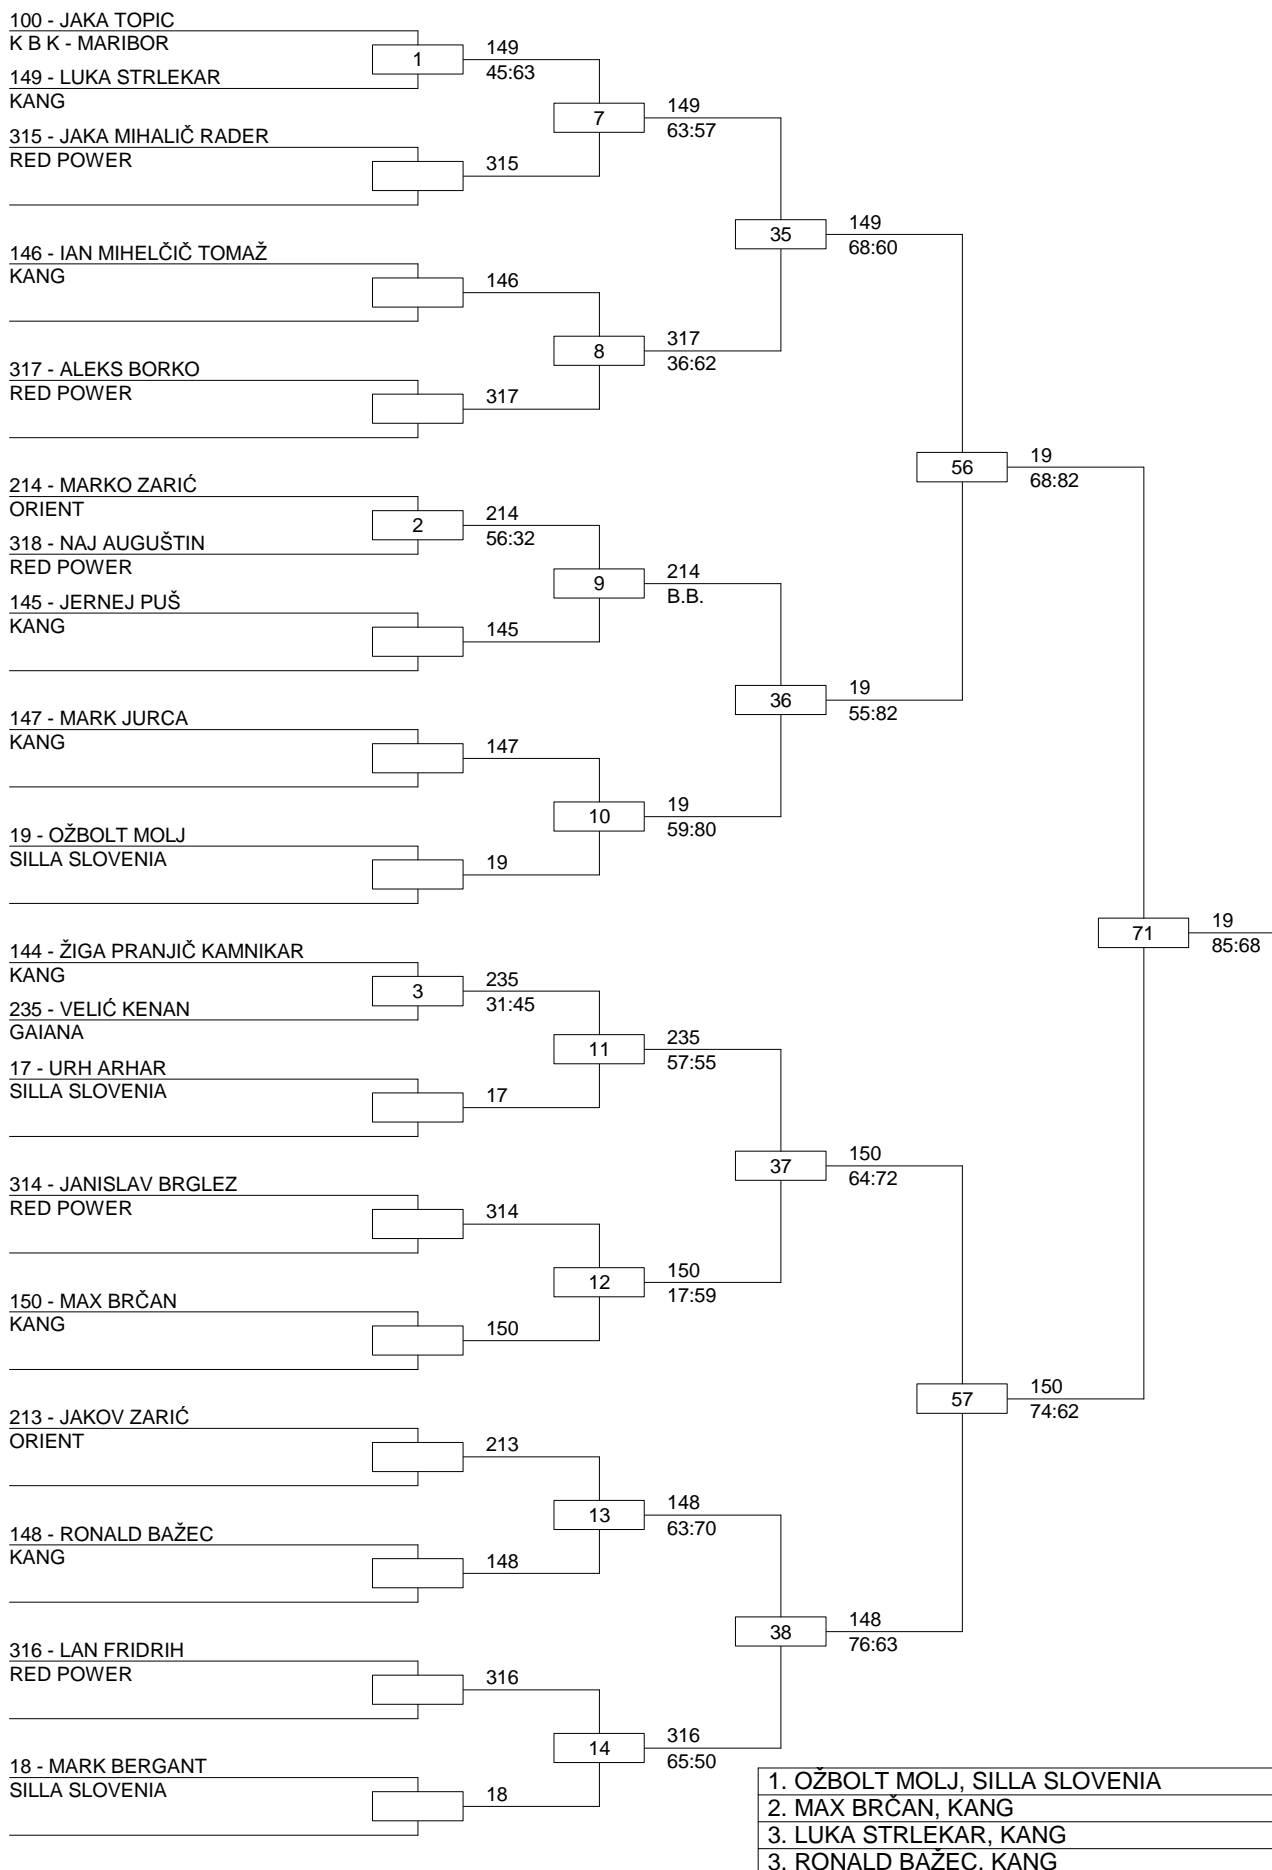 100 - JAKA TOPIC
K B K - MARIBOR
1
149
45:63
149 - LUKA STRLEKAR
KANG
7
149
63:57
315 - JAKA MIHALIČ RADER
RED POWER
315
35
149
68:60
146 - IAN MIHELČIČ TOMAŽ
KANG
146
8
317
36:62
317 - ALEKS BORKO
RED POWER
317
56
19
68:82
214 - MARKO ZARIĆ
ORIENT
2
214
56:32
318 - NAJ AUGUŠTIN
RED POWER
9
214
B.B.
145 - JERNEJ PUŠ
KANG
145
36
19
55:82
147 - MARK JURCA
KANG
147
10
19
59:80
19 - OŽBOLT MOLJ
SILLA SLOVENIA
19
71
19
85:68
144 - ŽIGA PRANJIČ KAMNIKAR
KANG
3
235
31:45
235 - VELIĆ KENAN
GAIANA
11
235
57:55
17 - URH ARHAR
SILLA SLOVENIA
17
37
150
64:72
314 - JANISLAV BRGLEZ
RED POWER
314
12
150
17:59
150 - MAX BRČAN
KANG
150
57
150
74:62
213 - JAKOV ZARIĆ
ORIENT
213
13
148
63:70
148 - RONALD BAŽEC
KANG
148
38
148
76:63
316 - LAN FRIDRIH
RED POWER
316
14
316
65:50
18 - MARK BERGANT
SILLA SLOVENIA
18
1. OŽBOLT MOLJ, SILLA SLOVENIA
2. MAX BRČAN, KANG
3. LUKA STRLEKAR, KANG
3. RONALD BAŽEC, KANG